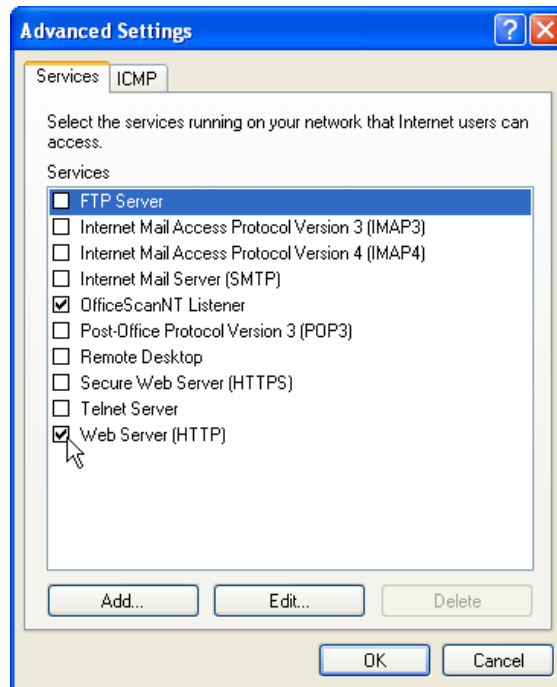 Advanced Settings
Services ICMP
Select the services running on your network that Internet users can
access.
Services
FTP Server
Internet Mail Access Protocol Version 3 (IMAP3)
Internet Mail Access Protocol Version 4 (IMAP4)
Internet Mail Server (SMTP)
OfficeScanNT Listener
Post-Office Protocol Version 3 (POP3)
Remote Desktop
Secure Web Server (HTTPS)
Telnet Server
Web Server (HTTP)
Add... Edit... Delete
OK Cancel